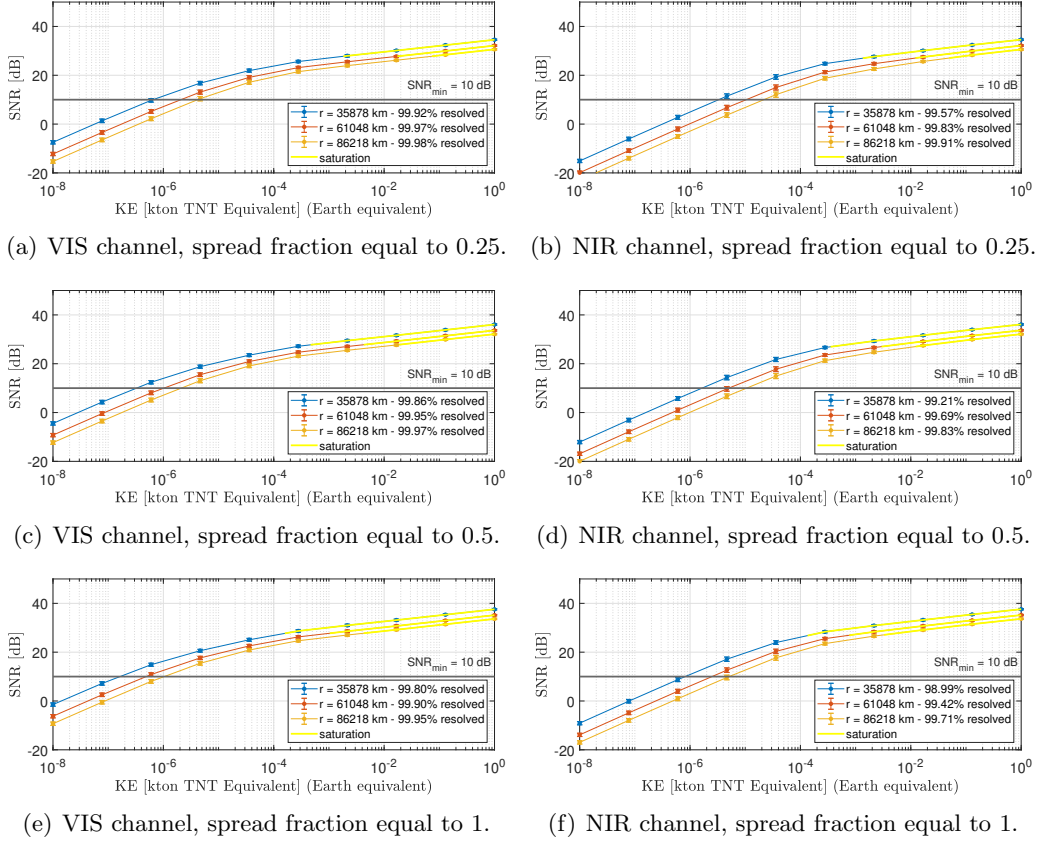 SNR [dB]
40
20
0
-20
SNRmin = 10 dB
r = 35878 km - 99.92% resolved
r = 61048 km - 99.97% resolved
r = 86218 km - 99.98% resolved
saturation
10^-8 10^-6 10^-4 10^-2 10^0
KE [kton TNT Equivalent] (Earth equivalent)
(a) VIS channel, spread fraction equal to 0.25.
SNR [dB]
40
20
0
-20
SNRmin = 10 dB
r = 35878 km - 99.57% resolved
r = 61048 km - 99.83% resolved
r = 86218 km - 99.91% resolved
saturation
10^-8 10^-6 10^-4 10^-2 10^0
KE [kton TNT Equivalent] (Earth equivalent)
(b) NIR channel, spread fraction equal to 0.25.
SNR [dB]
40
20
0
-20
SNRmin = 10 dB
r = 35878 km - 99.86% resolved
r = 61048 km - 99.95% resolved
r = 86218 km - 99.97% resolved
saturation
10^-8 10^-6 10^-4 10^-2 10^0
KE [kton TNT Equivalent] (Earth equivalent)
(c) VIS channel, spread fraction equal to 0.5.
SNR [dB]
40
20
0
-20
SNRmin = 10 dB
r = 35878 km - 99.21% resolved
r = 61048 km - 99.69% resolved
r = 86218 km - 99.83% resolved
saturation
10^-8 10^-6 10^-4 10^-2 10^0
KE [kton TNT Equivalent] (Earth equivalent)
(d) NIR channel, spread fraction equal to 0.5.
SNR [dB]
40
20
0
-20
SNRmin = 10 dB
r = 35878 km - 99.80% resolved
r = 61048 km - 99.90% resolved
r = 86218 km - 99.95% resolved
saturation
10^-8 10^-6 10^-4 10^-2 10^0
KE [kton TNT Equivalent] (Earth equivalent)
(e) VIS channel, spread fraction equal to 1.
SNR [dB]
40
20
0
-20
SNRmin = 10 dB
r = 35878 km - 98.99% resolved
r = 61048 km - 99.42% resolved
r = 86218 km - 99.71% resolved
saturation
10^-8 10^-6 10^-4 10^-2 10^0
KE [kton TNT Equivalent] (Earth equivalent)
(f) NIR channel, spread fraction equal to 1.